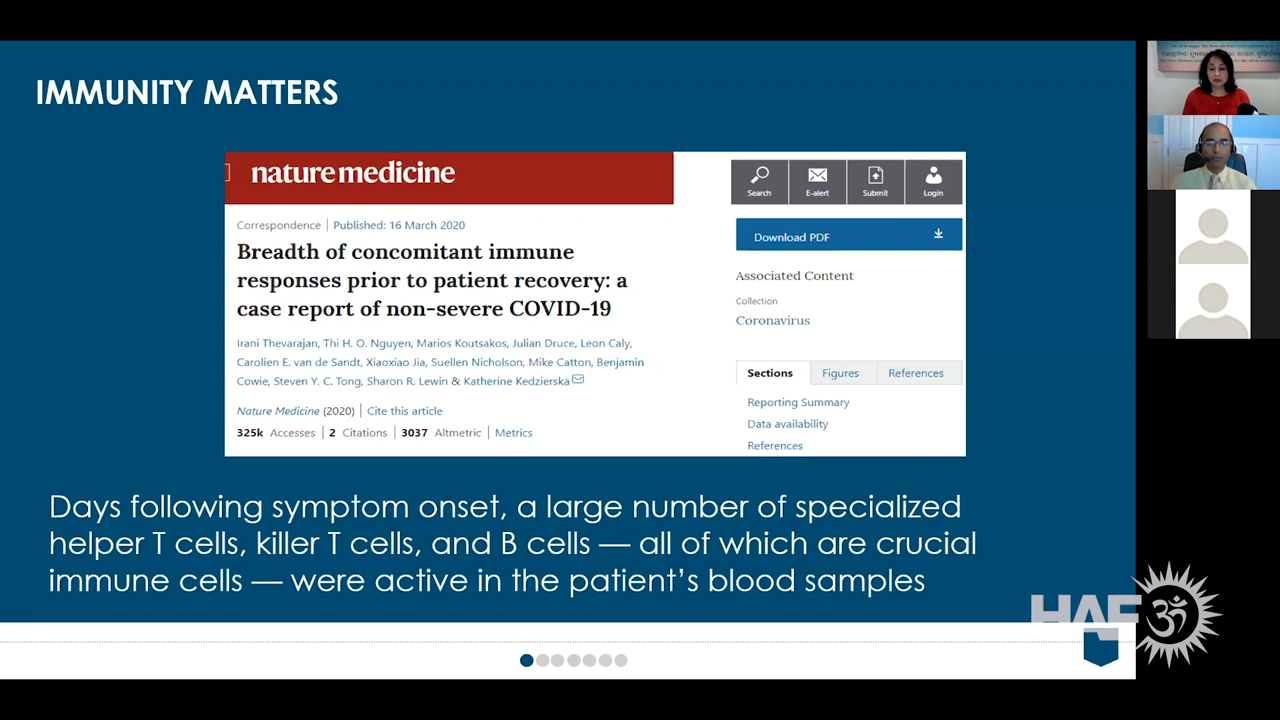 IMMUNITY MATTERS
nature medicine
Search
E-alert
Submit
Login
Correspondence | Published: 16 March 2020
Breadth of concomitant immune
responses prior to patient recovery: a
case report of non-severe COVID-19
Irani Thevarajan, Thi H. O. Nguyen, Marios Koutsakos, Julian Druce, Leon Caly,
Carolien E. van de Sandt, Xiaoxiao Jia, Suellen Nicholson, Mike Catton, Benjamin
Cowie, Steven Y. C. Tong, Sharon R. Lewin & Katherine Kedzierska
Nature Medicine (2020) | Cite this article
325k Accesses | 2 Citations | 3037 Altmetric | Metrics
Download PDF
Associated Content
Collection
Coronavirus
Sections
Figures
References
Reporting Summary
Data availability
References
Days following symptom onset, a large number of specialized
helper T cells, killer T cells, and B cells — all of which are crucial
immune cells — were active in the patient's blood samples
HAF
ॐ